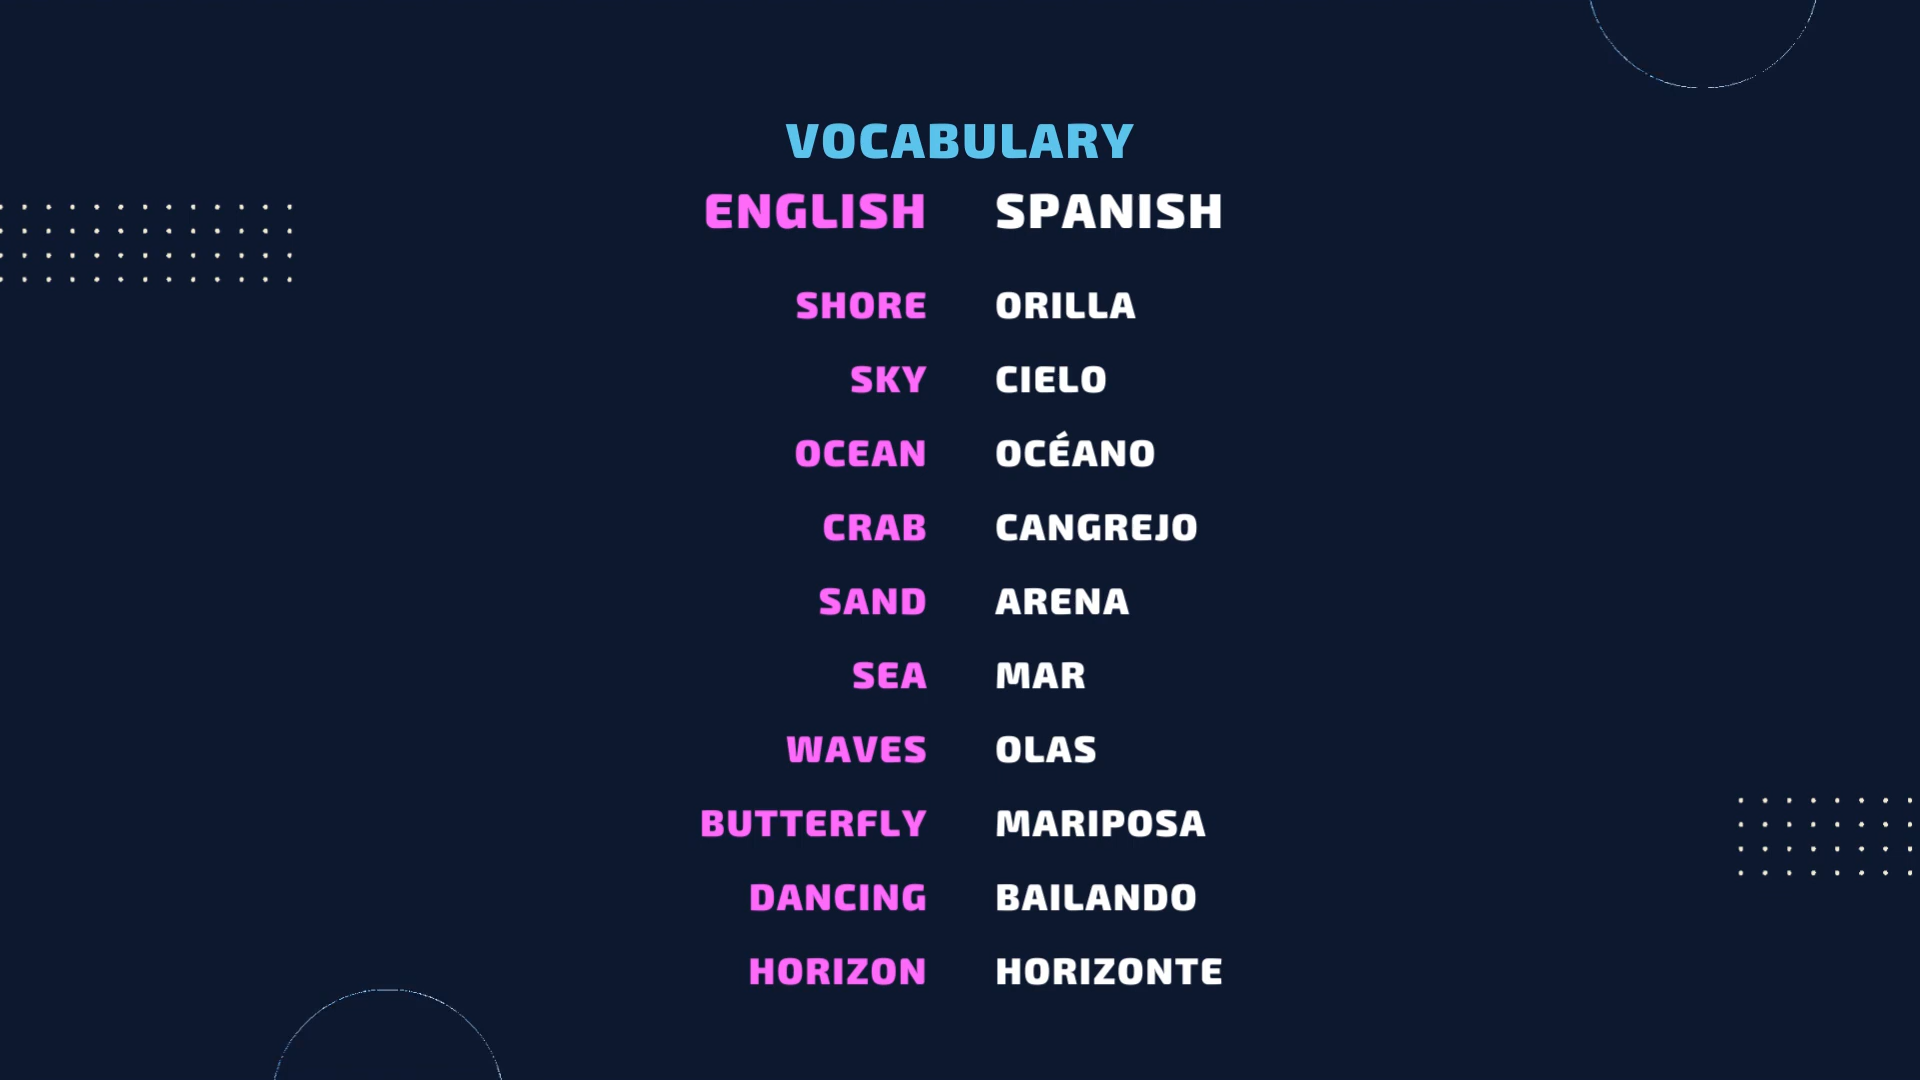 VOCABULARY
ENGLISH SPANISH
SHORE ORILLA
SKY CIELO
OCEAN OCÉANO
CRAB CANGREJO
SAND ARENA
SEA MAR
WAVES OLAS
BUTTERFLY MARIPOSA
DANCING BAILANDO
HORIZON HORIZONTE